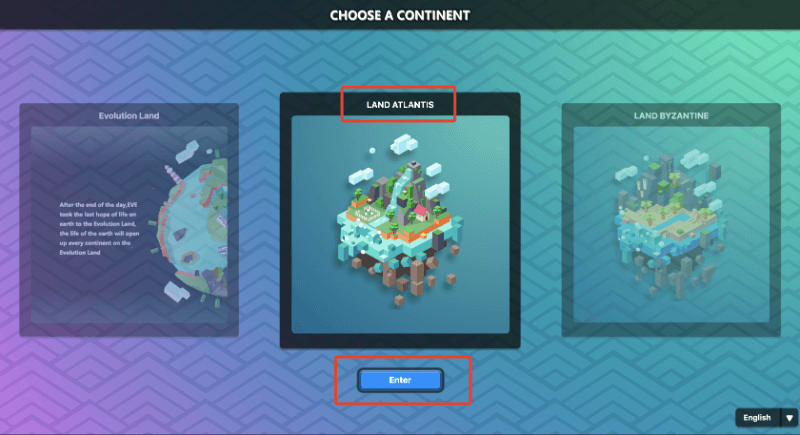 CHOOSE A CONTINENT
Evolution Land
After the end of the day,EVE
took the last hope of life on
earth to the Evolution Land,
the life of the earth will open
up every continent on the
Evolution Land
LAND ATLANTIS
Enter
LAND BYZANTINE
English